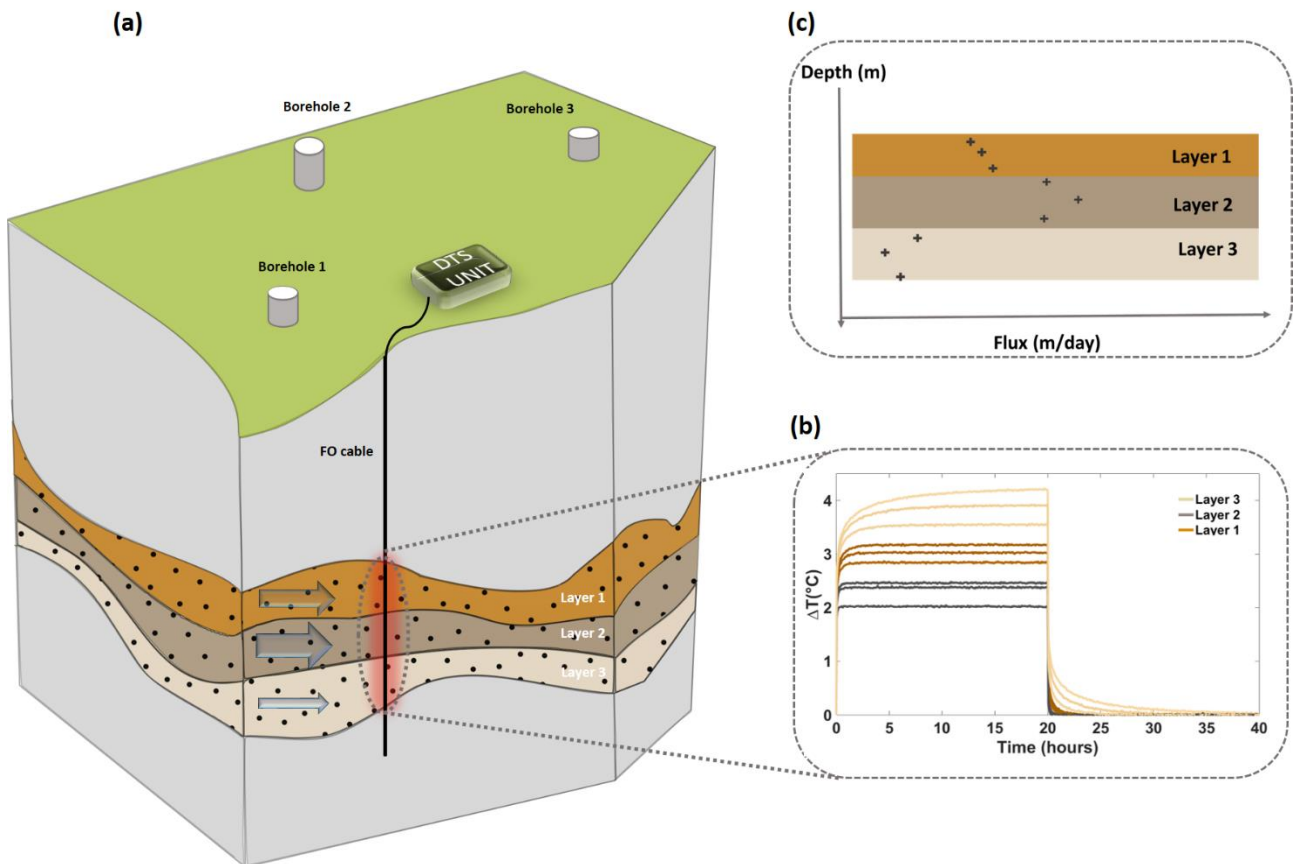 (a)
Borehole 2
Borehole 3
Borehole 1
DTS
UNIT
FO cable
Layer 1
Layer 2
Layer 3
(c)
Depth (m)
Layer 1
Layer 2
Layer 3
Flux (m/day)
(b)
ΔT(°C)
4
3
2
1
0
Layer 3
Layer 2
Layer 1
0 5 10 15 20 25 30 35 40
Time (hours)